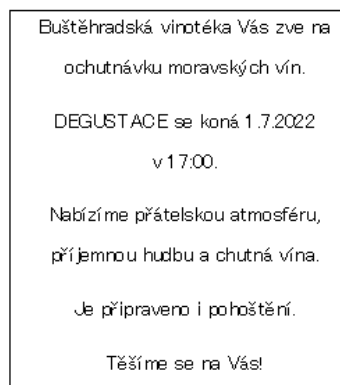 Buštěhradská vinotéka Vás zve na
ochutnávku moravských vín.
DEGUSTACE se koná 1.7.2022
v 17:00.
Nabízíme přátelskou atmosféru,
příjemnou hudbu a chutná vína.
Je připraveno i pohoštění.
Těšíme se na Vás!